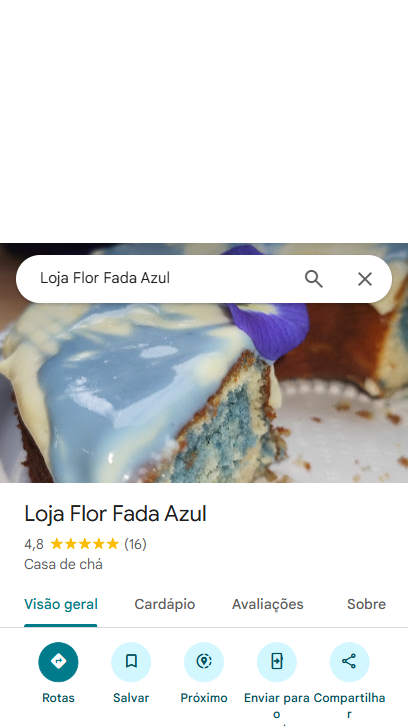 Loja Flor Fada Azul
Loja Flor Fada Azul
4,8 (16)
Casa de chá
Visão geral Cardápio Avaliações Sobre
Rotas Salvar Próximo Enviar para Compartilha
o r